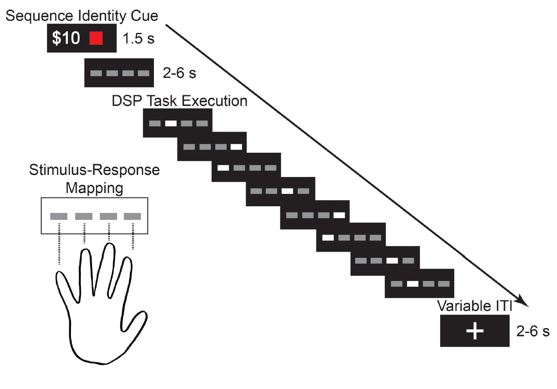 Sequence Identity Cue
$10 1.5 s
2-6 s
DSP Task Execution
Stimulus-Response
Mapping
Variable ITI
2-6 s